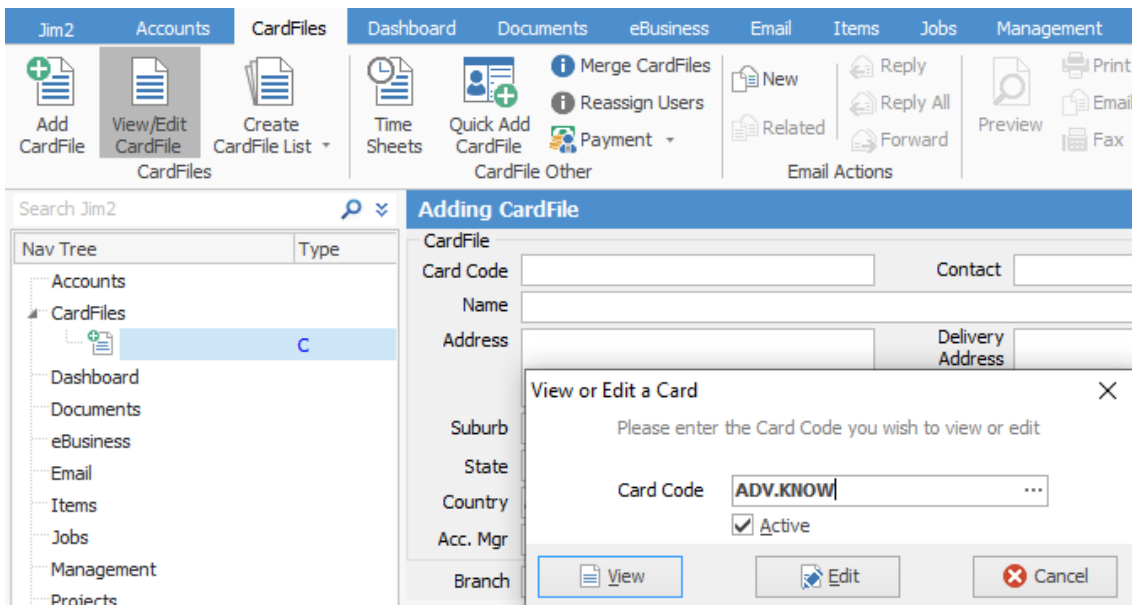 Jim2 Accounts CardFiles Dashboard Documents eBusiness Email Items Jobs Management
Add CardFile
View/Edit CardFile
Create CardFile List
CardFiles
Time Sheets
Quick Add CardFile
Merge CardFiles
Reassign Users
Payment
CardFile Other
New
Related
Reply
Reply All
Forward
Email Actions
Preview
Print
Email
Fax
Search Jim2
Nav Tree Type
Accounts
CardFiles
C
Dashboard
Documents
eBusiness
Email
Items
Jobs
Management
Projects
Adding CardFile
CardFile
Card Code
Contact
Name
Address
Delivery
Address
Suburb
State
Country
Acc. Mgr
Branch
View or Edit a Card
Please enter the Card Code you wish to view or edit
Card Code ADV.KNOW ...
Active
View Edit Cancel